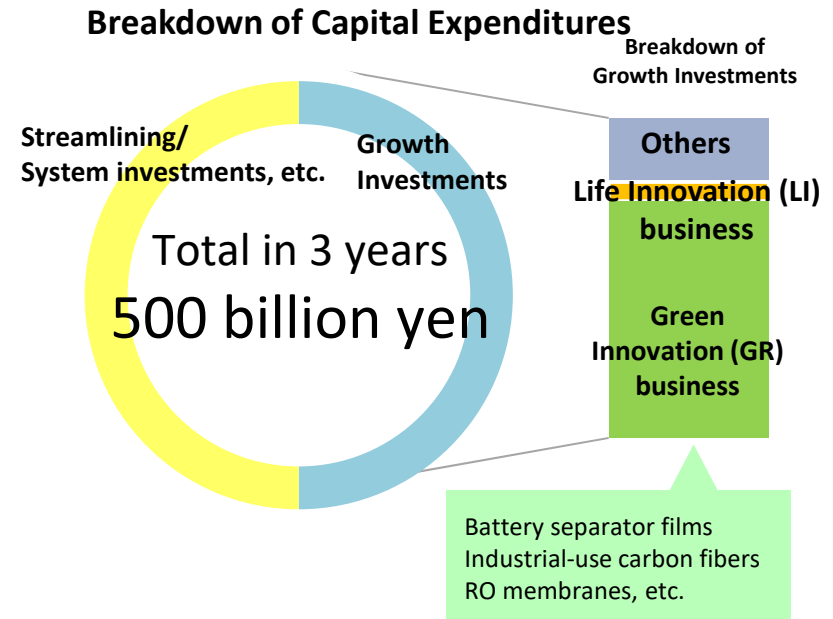 Breakdown of Capital Expenditures
Breakdown of
Growth Investments
Streamlining/
System investments, etc.
Growth
Investments
Total in 3 years
500 billion yen
Others
Life Innovation (LI)
business
Green
Innovation (GR)
business
Battery separator films
Industrial-use carbon fibers
RO membranes, etc.